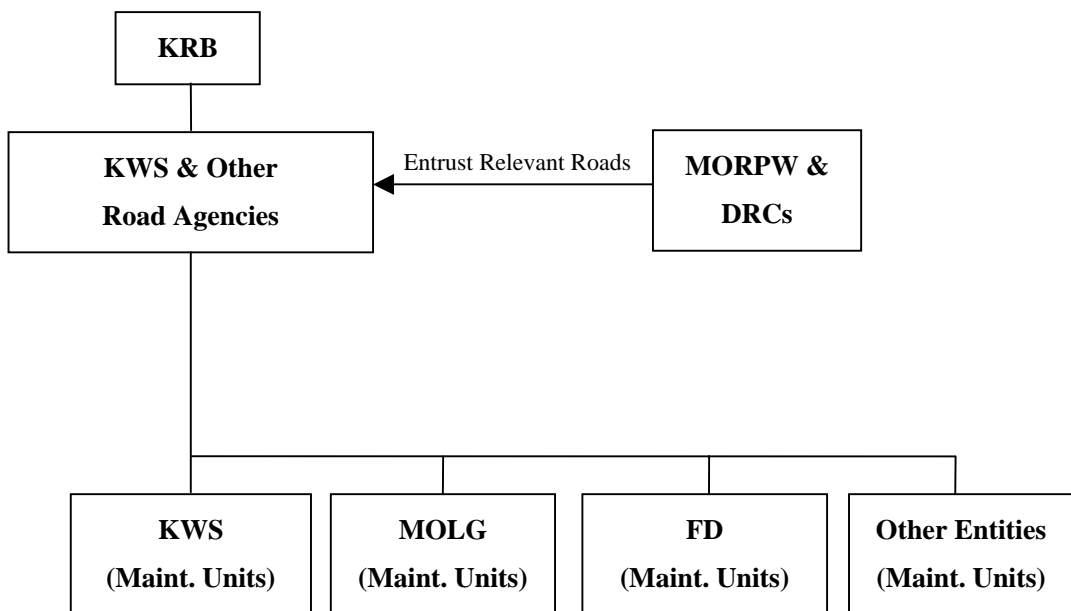 KRB
KWS & Other
Road Agencies
Entrust Relevant Roads
MORPW &
DRCs
KWS
(Maint. Units)
MOLG
(Maint. Units)
FD
(Maint. Units)
Other Entities
(Maint. Units)